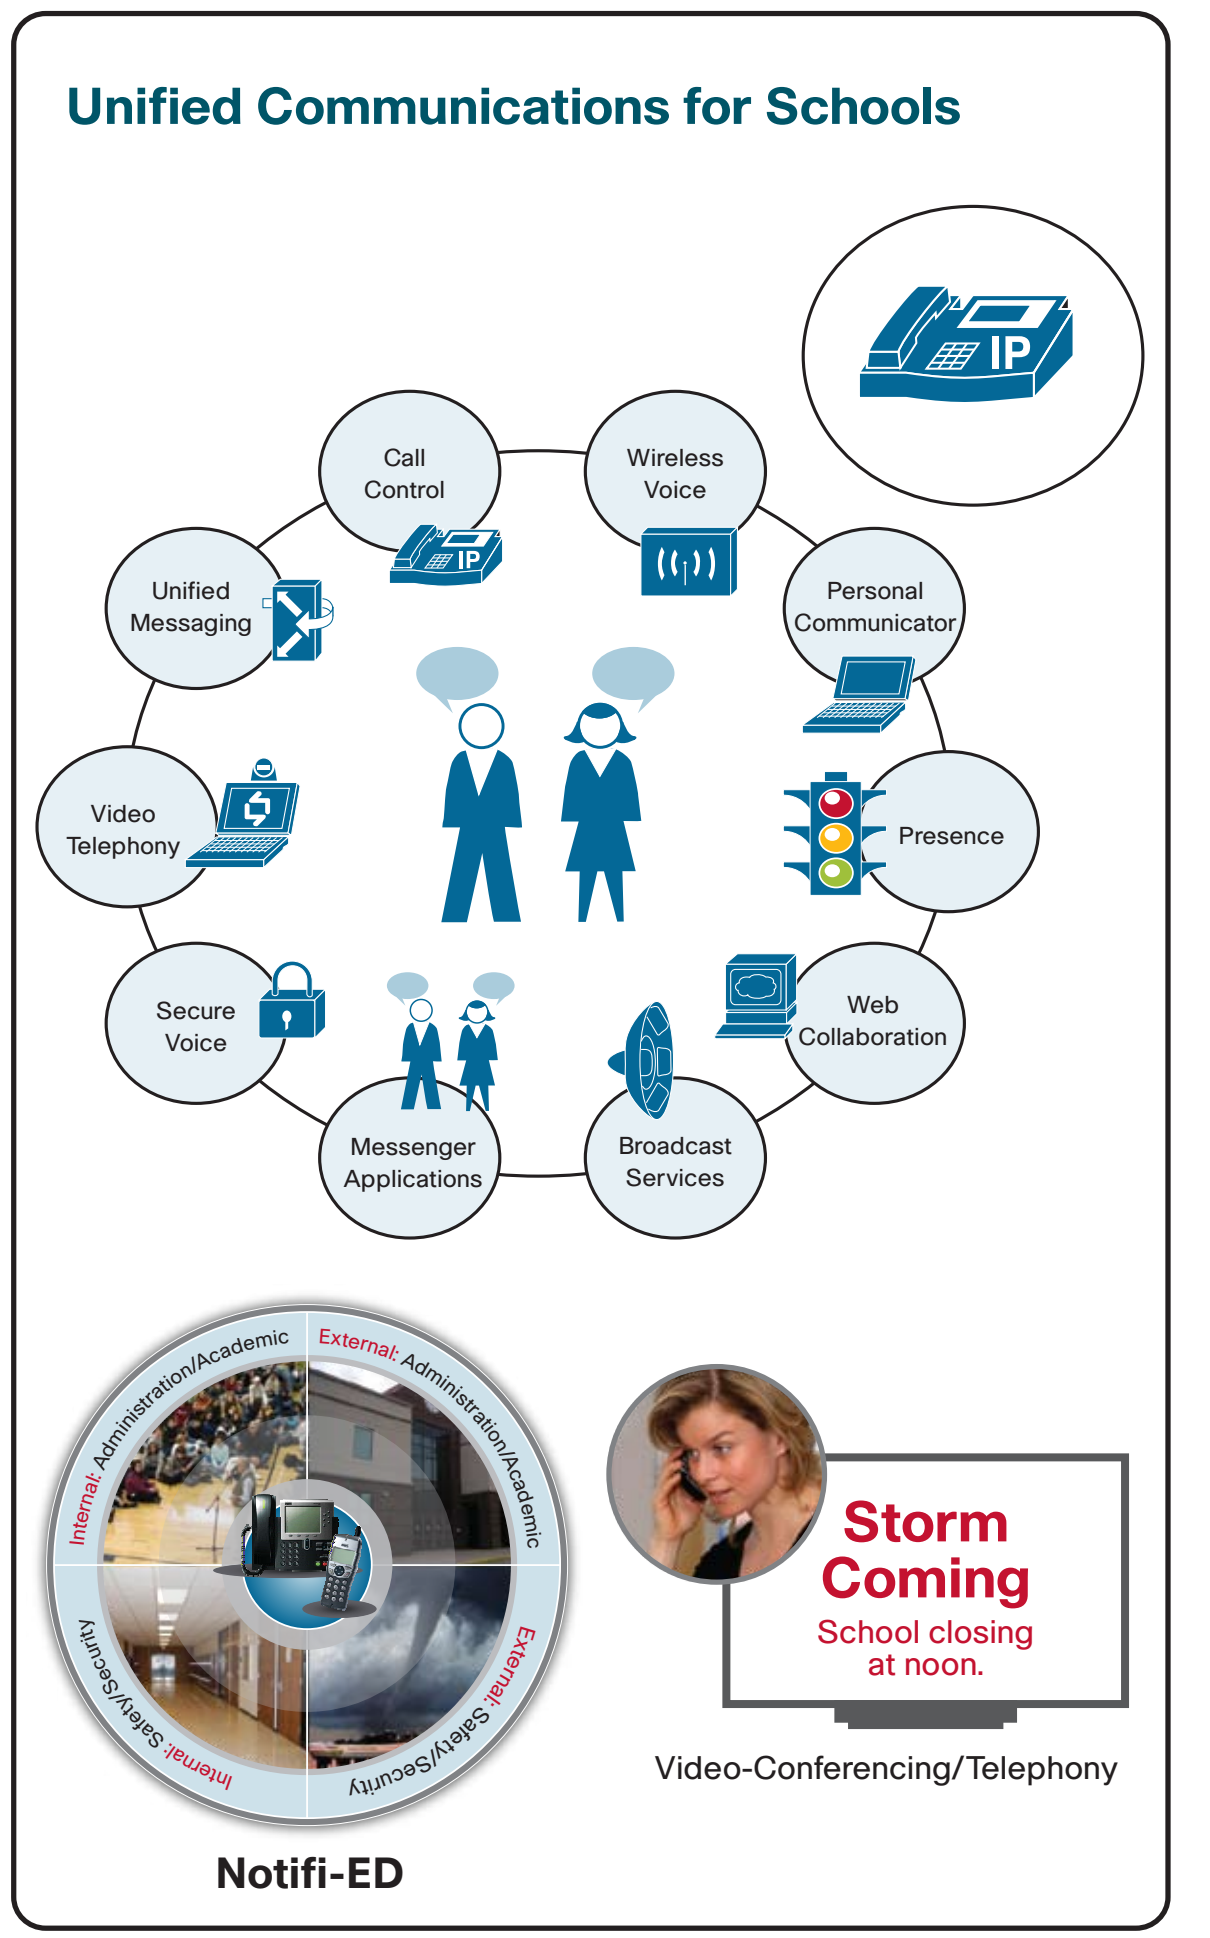 Unified Communications for Schools
IP
Call
Control
IP
Wireless
Voice
Unified
Messaging
Personal
Communicator
Video
Telephony
Presence
Secure
Voice
Web
Collaboration
Messenger
Applications
Broadcast
Services
Internal: Administration/Academic
External: Administration/Academic
Internal: Safety/Security
External: Safety/Security
Notifi-ED
Storm
Coming
School closing
at noon.
Video-Conferencing/Telephony